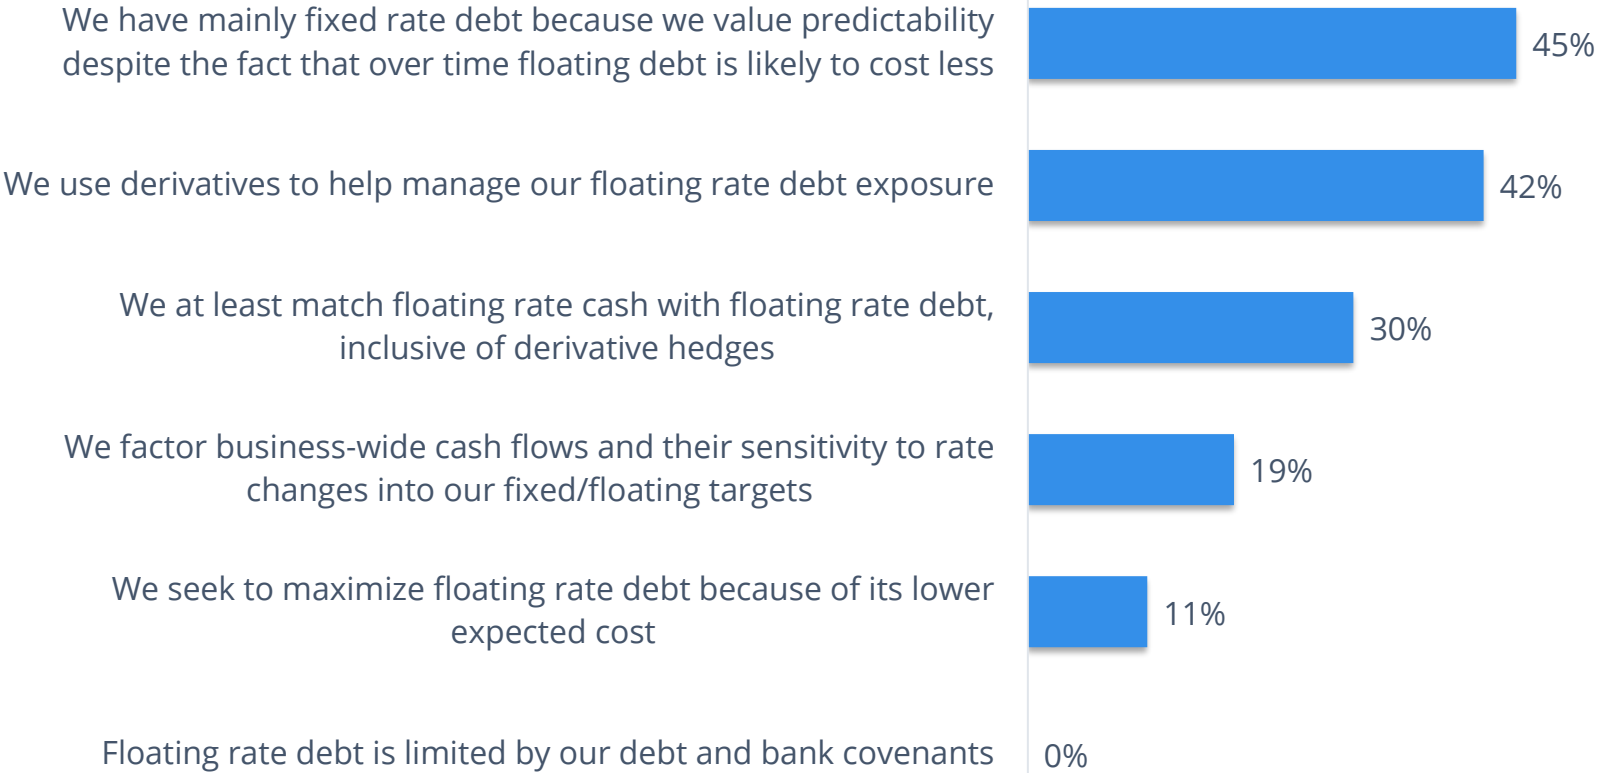 We have mainly fixed rate debt because we value predictability
despite the fact that over time floating debt is likely to cost less
45%
We use derivatives to help manage our floating rate debt exposure
42%
We at least match floating rate cash with floating rate debt,
inclusive of derivative hedges
30%
We factor business-wide cash flows and their sensitivity to rate
changes into our fixed/floating targets
19%
We seek to maximize floating rate debt because of its lower
expected cost
11%
Floating rate debt is limited by our debt and bank covenants
0%